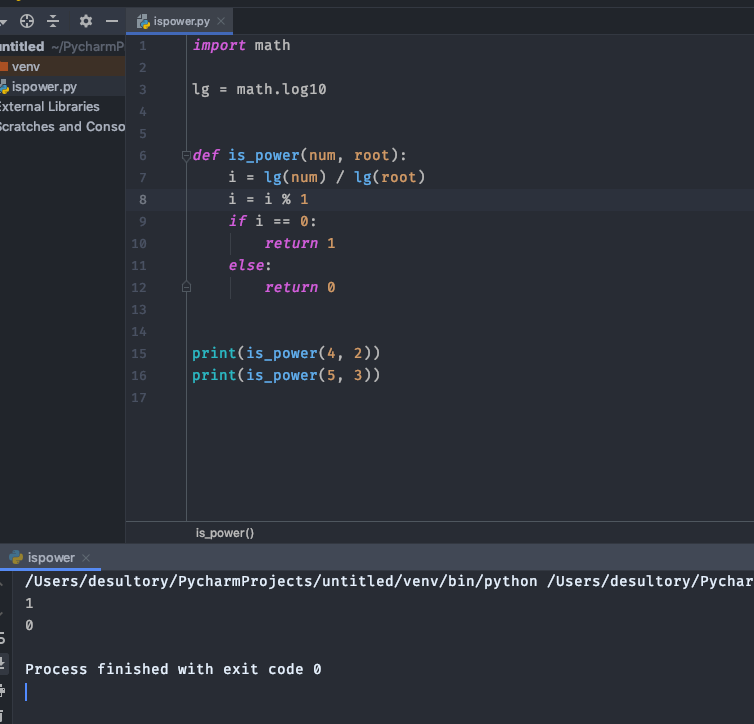 ispower.py
untitled ~/PycharmP
venv
ispower.py
External Libraries
Scratches and Conso
1 import math
2
3 lg = math.log10
4
5
6 def is_power(num, root):
7 i = lg(num) / lg(root)
8 i = i % 1
9 if i == 0:
10 return 1
11 else:
12 return 0
13
14
15 print(is_power(4, 2))
16 print(is_power(5, 3))
17
is_power()
ispower
/Users/desultory/PycharmProjects/untitled/venv/bin/python /Users/desultory/Pychar
1
0
Process finished with exit code 0